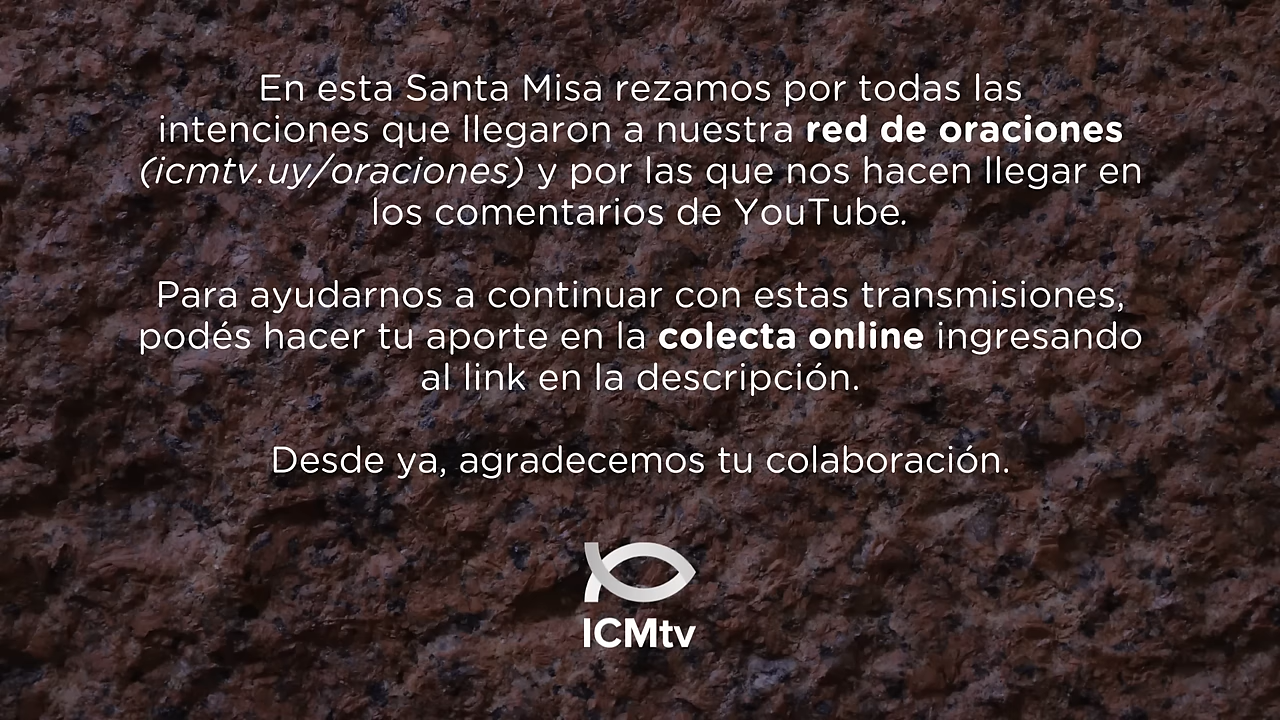 En esta Santa Misa rezamos por todas las
intenciones que llegaron a nuestra red de oraciones
(icmtv.uy/oraciones) y por las que nos hacen llegar en
los comentarios de YouTube.
Para ayudarnos a continuar con estas transmisiones,
podés hacer tu aporte en la colecta online ingresando
al link en la descripción.
Desde ya, agradecemos tu colaboración.
ICMtv